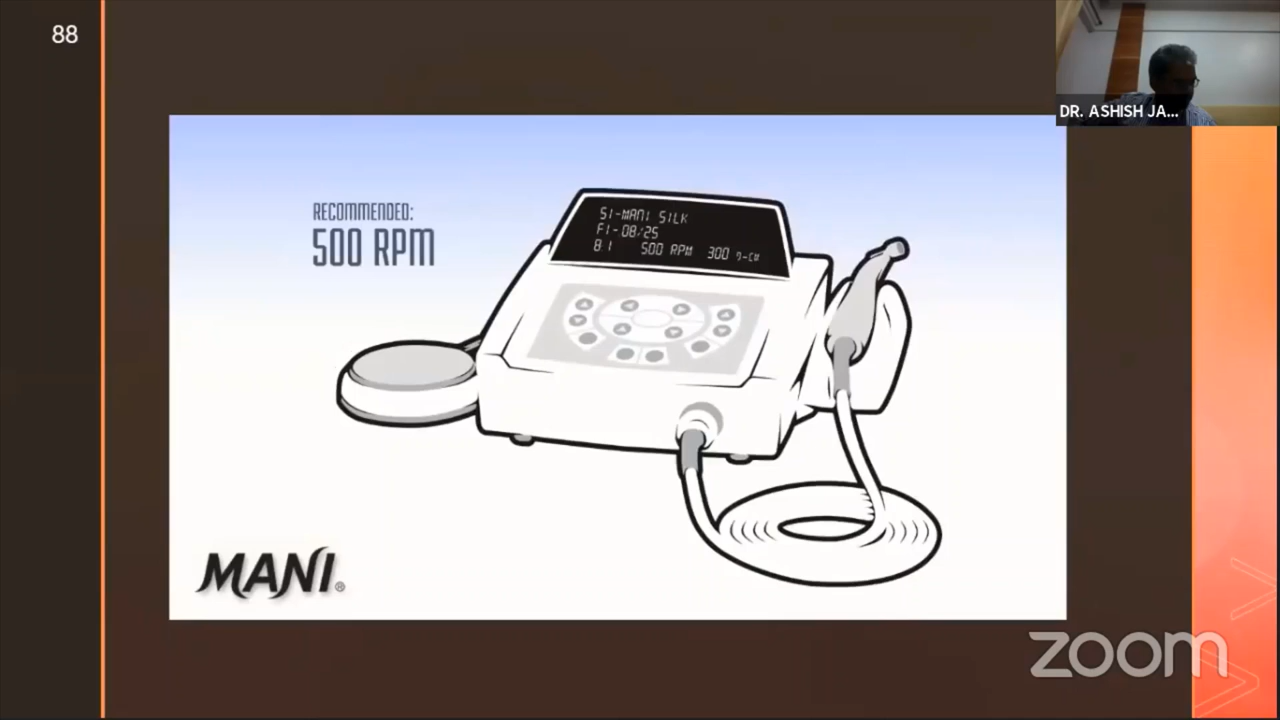 88
DR. ASHISH JA...
RECOMMENDED:
500 RPM
S1-MANI SILK
F1-08/25
8:1 500 RPM 300 g-cm
MANI®
zoom